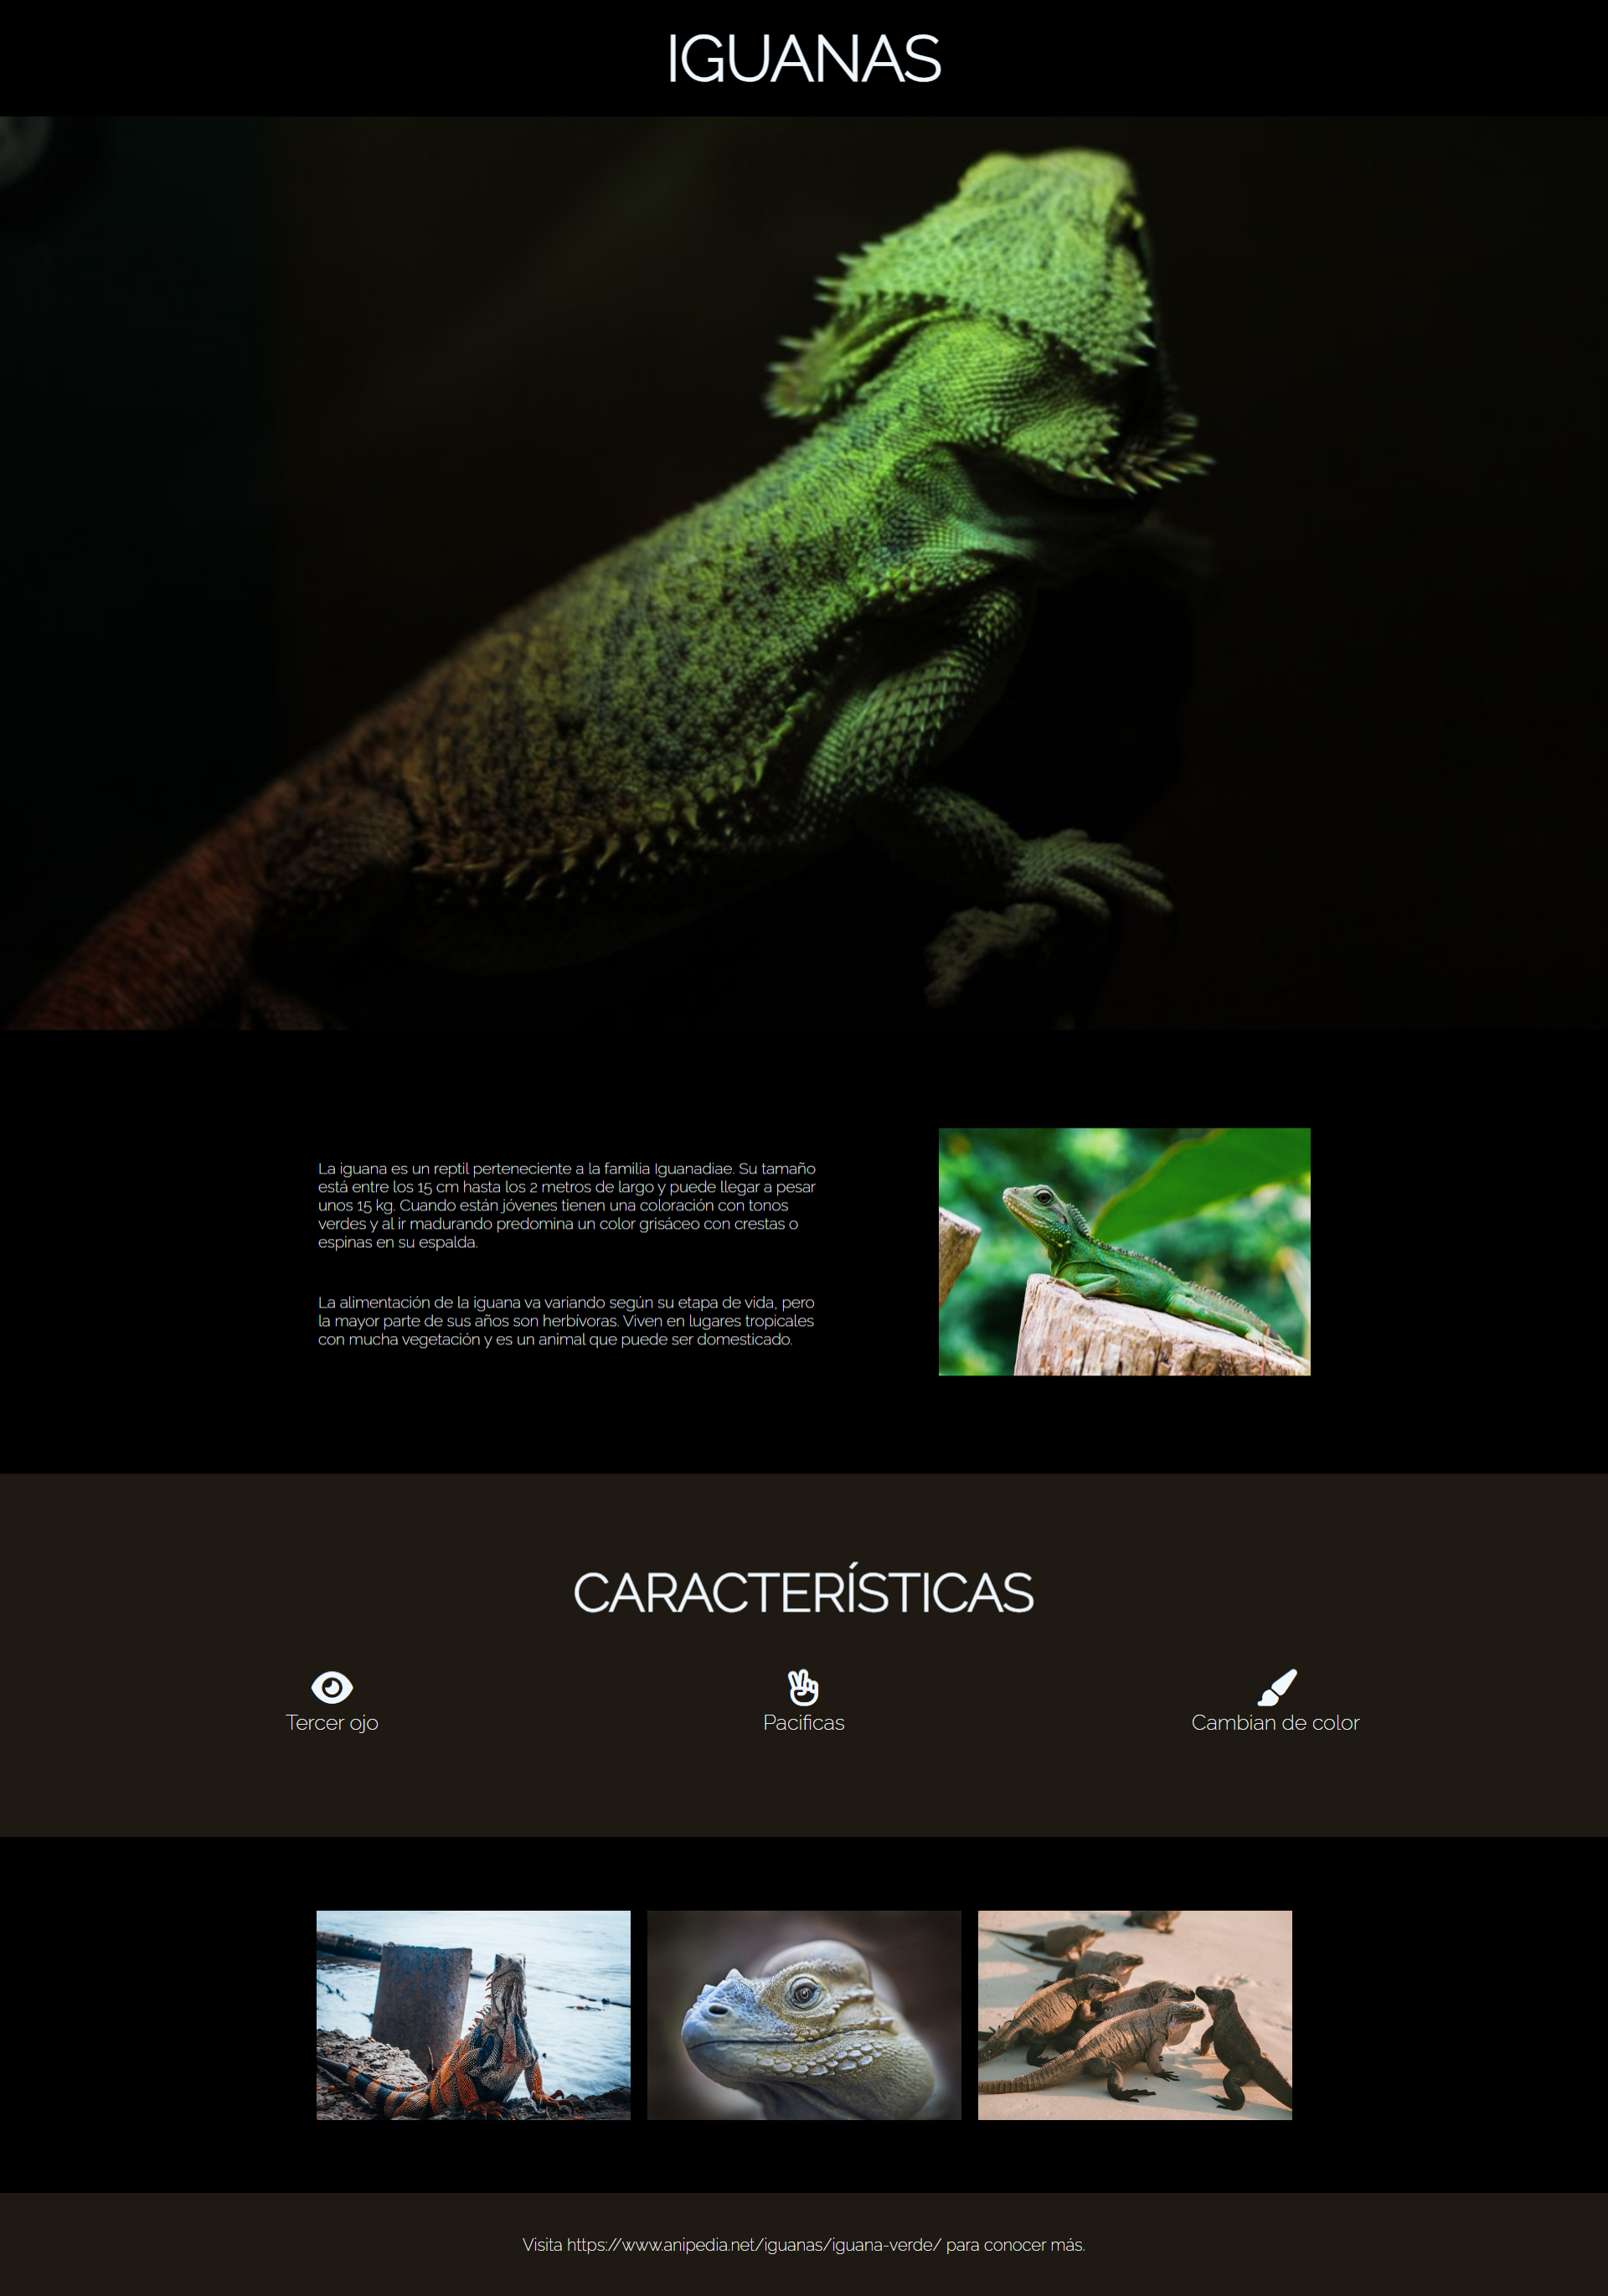 IGUANAS
La iguana es un reptil perteneciente a la familia Iguanadiae. Su tamaño
está entre los 15 cm hasta los 2 metros de largo y puede llegar a pesar
unos 15 kg. Cuando están jóvenes tienen una coloración con tonos
verdes y al ir madurando predomina un color grisáceo con crestas o
espinas en su espalda.
La alimentación de la iguana va variando según su etapa de vida, pero
la mayor parte de sus años son herbívoras. Viven en lugares tropicales
con mucha vegetación y es un animal que puede ser domesticado.
CARACTERÍSTICAS
Tercer ojo
Pacificas
Cambian de color
Visita https://www.anipedia.net/iguanas/iguana-verde/ para conocer más.